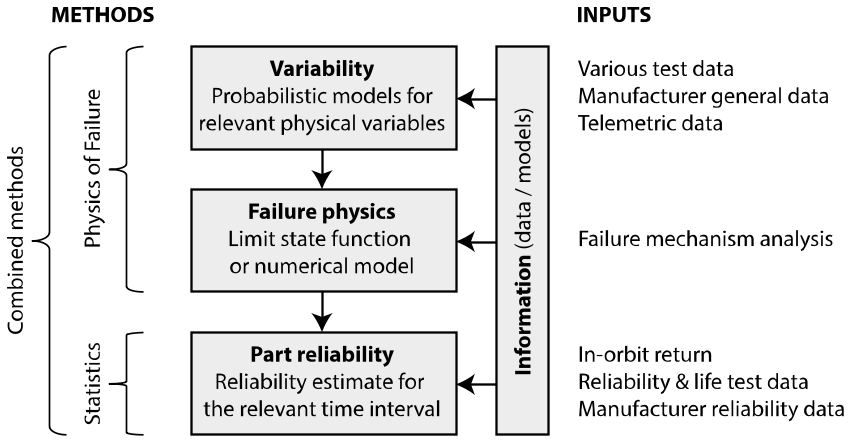 METHODS
INPUTS
Combined methods
Physics of Failure
Variability
Probabilistic models for
relevant physical variables
Failure physics
Limit state function
or numerical model
Statistics
Part reliability
Reliability estimate for
the relevant time interval
Information (data / models)
Various test data
Manufacturer general data
Telemetric data
Failure mechanism analysis
In-orbit return
Reliability & life test data
Manufacturer reliability data